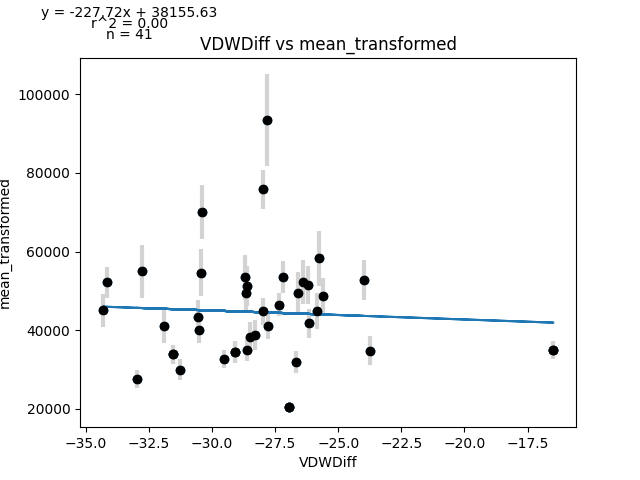 y = -227.72x + 38155.63
r^2 = 0.00
n = 41
VDWDiff vs mean_transformed
100000
80000
60000
40000
20000
mean_transformed
−35.0 −32.5 −30.0 −27.5 −25.0 −22.5 −20.0 −17.5
VDWDiff